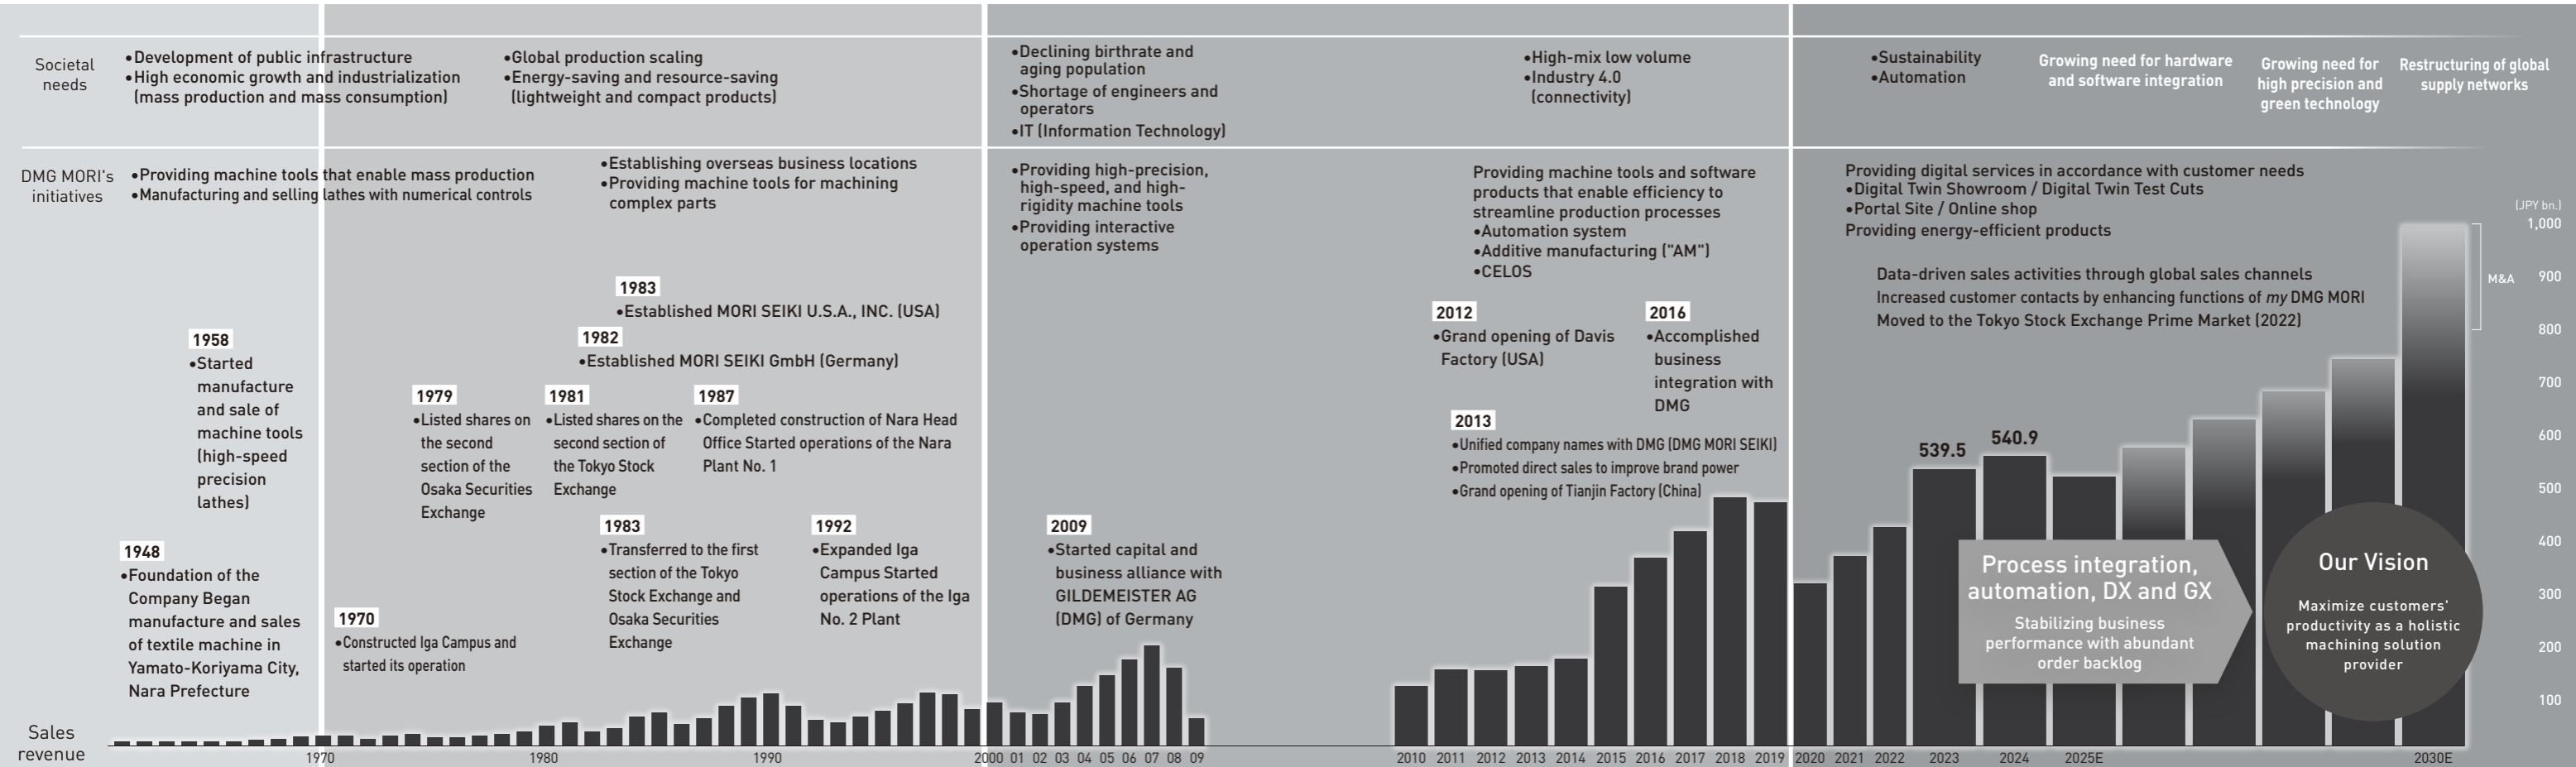 Societal
needs
•Development of public infrastructure
•High economic growth and industrialization
(mass production and mass consumption)
•Global production scaling
•Energy-saving and resource-saving
(lightweight and compact products)
•Declining birthrate and
aging population
•Shortage of engineers and
operators
•IT (Information Technology)
•High-mix low volume
•Industry 4.0
(connectivity)
•Sustainability
•Automation
Growing need for hardware
and software integration
Growing need for
high precision and
green technology
Restructuring of global
supply networks
DMG MORI's
initiatives
•Providing machine tools that enable mass production
•Manufacturing and selling lathes with numerical controls
•Establishing overseas business locations
•Providing machine tools for machining
complex parts
•Providing high-precision,
high-speed, and high-
rigidity machine tools
•Providing interactive
operation systems
Providing machine tools and software
products that enable efficiency to
streamline production processes
•Automation system
•Additive manufacturing ("AM")
•CELOS
Providing digital services in accordance with customer needs
•Digital Twin Showroom / Digital Twin Test Cuts
•Portal Site / Online shop
Providing energy-efficient products
Data-driven sales activities through global sales channels
Increased customer contacts by enhancing functions of my DMG MORI
Moved to the Tokyo Stock Exchange Prime Market (2022)
1948
•Foundation of the
Company Began
manufacture and sales
of textile machine in
Yamato-Koriyama City,
Nara Prefecture
1958
•Started
manufacture
and sale of
machine tools
(high-speed
precision
lathes)
1970
•Constructed Iga Campus and
started its operation
1979
•Listed shares on
the second
section of the
Osaka Securities
Exchange
1981
•Listed shares on the
second section of
the Tokyo Stock
Exchange
1982
•Established MORI SEIKI GmbH (Germany)
1983
•Established MORI SEIKI U.S.A., INC. (USA)
1983
•Transferred to the first
section of the Tokyo
Stock Exchange and
Osaka Securities
Exchange
1987
•Completed construction of Nara Head
Office Started operations of the Nara
Plant No. 1
1992
•Expanded Iga
Campus Started
operations of the Iga
No. 2 Plant
2009
•Started capital and
business alliance with
GILDEMEISTER AG
(DMG) of Germany
2012
•Grand opening of Davis
Factory (USA)
2013
•Unified company names with DMG (DMG MORI SEIKI)
•Promoted direct sales to improve brand power
•Grand opening of Tianjin Factory (China)
2016
•Accomplished
business
integration with
DMG
539.5
540.9
Process integration,
automation, DX and GX
Stabilizing business
performance with abundant
order backlog
Our Vision
Maximize customers'
productivity as a holistic
machining solution
provider
M&A
(JPY bn.)
1,000
900
800
700
600
500
400
300
200
100
Sales
revenue
1970 1980 1990 2000 01 02 03 04 05 06 07 08 09 2010 2011 2012 2013 2014 2015 2016 2017 2018 2019 2020 2021 2022 2023 2024 2025E 2030E